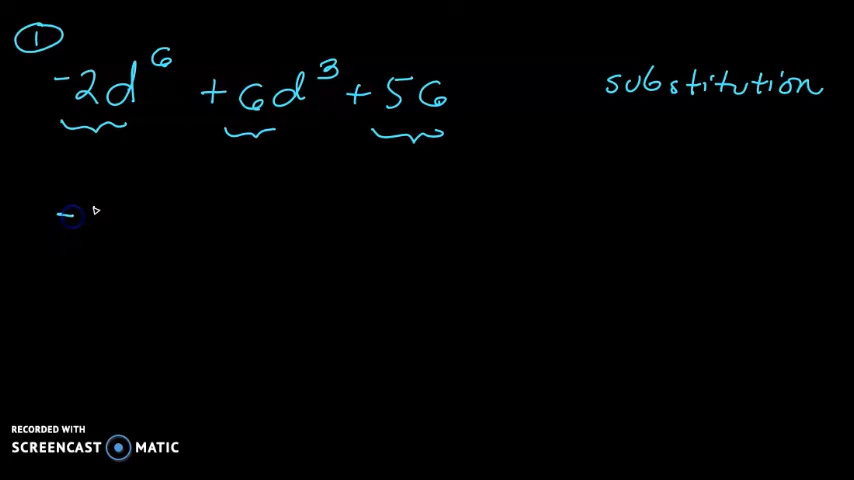 ①
-2d⁶ + 6d³ + 56
substitution
-
RECORDED WITH
SCREENCAST MATIC